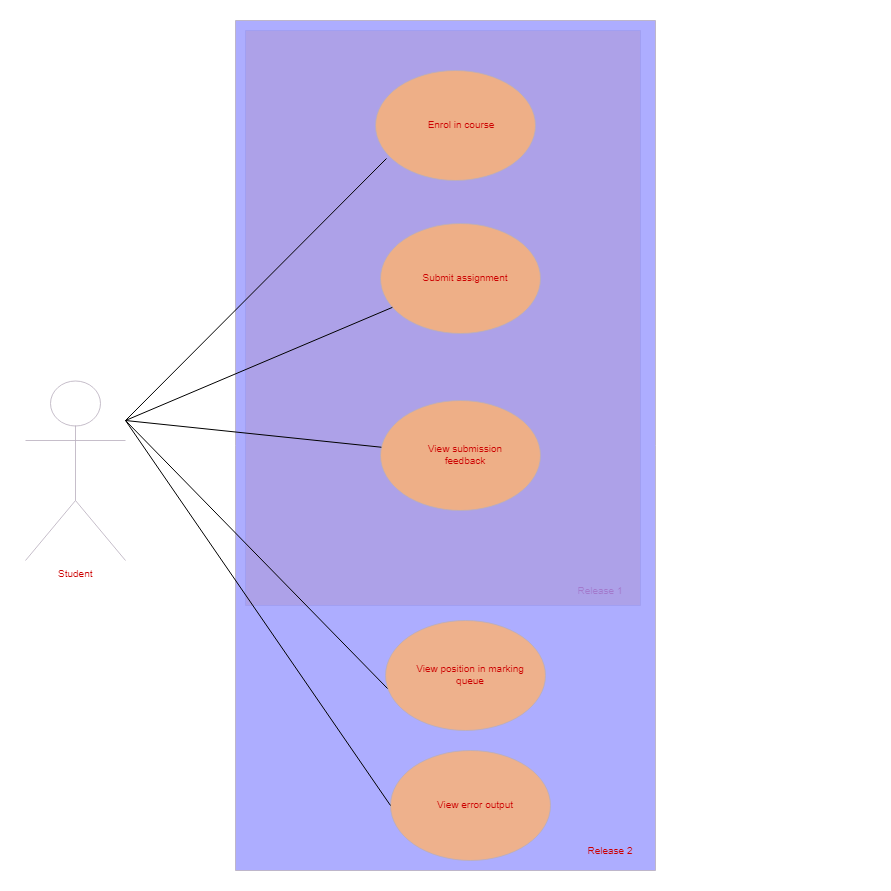 Enrol in course
Submit assignment
View submission
feedback
Student
Release 1
View position in marking
queue
View error output
Release 2